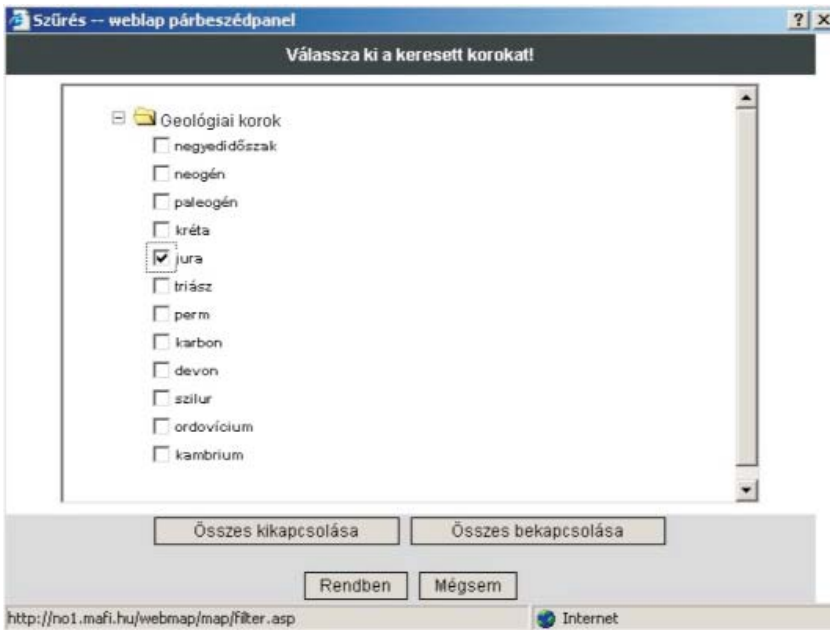 Szűrés -- weblap párbeszédpanel
Válassza ki a keresett korokat!
Geológiai korok
negyedidőszak
neogén
paleogén
kréta
jura
triász
perm
karbon
devon
szilur
ordovícium
kambrium
Összes kikapcsolása Összes bekapcsolása
Rendben Mégsem
http://no1.mafi.hu/webmap/map/filter.asp Internet